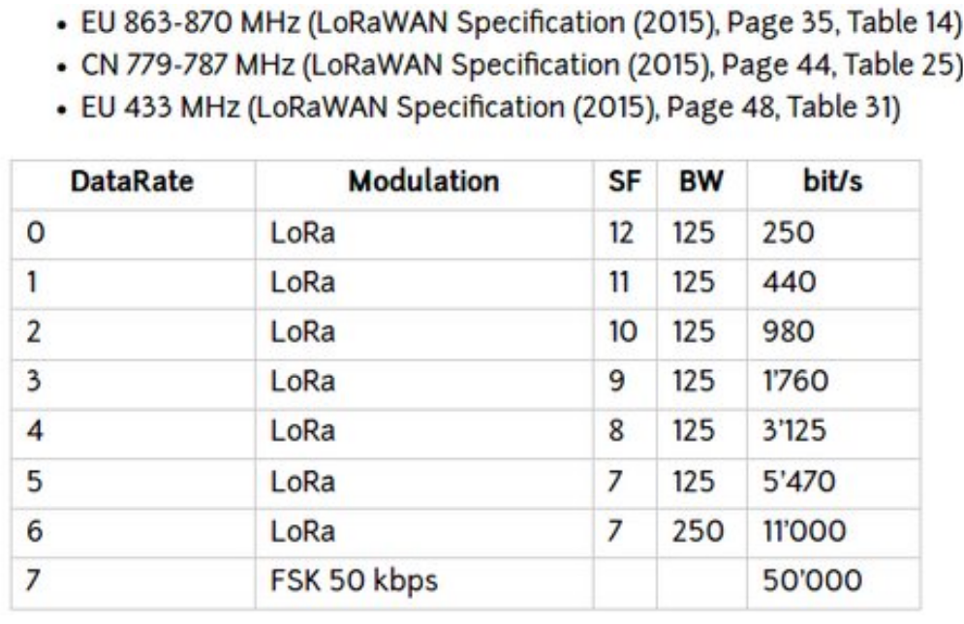 • EU 863-870 MHz (LoRaWAN Specification (2015), Page 35, Table 14)
• CN 779-787 MHz (LoRaWAN Specification (2015), Page 44, Table 25)
• EU 433 MHz (LoRaWAN Specification (2015), Page 48, Table 31)
DataRate Modulation SF BW bit/s
0 LoRa 12 125 250
1 LoRa 11 125 440
2 LoRa 10 125 980
3 LoRa 9 125 1'760
4 LoRa 8 125 3'125
5 LoRa 7 125 5'470
6 LoRa 7 250 11'000
7 FSK 50 kbps 50'000